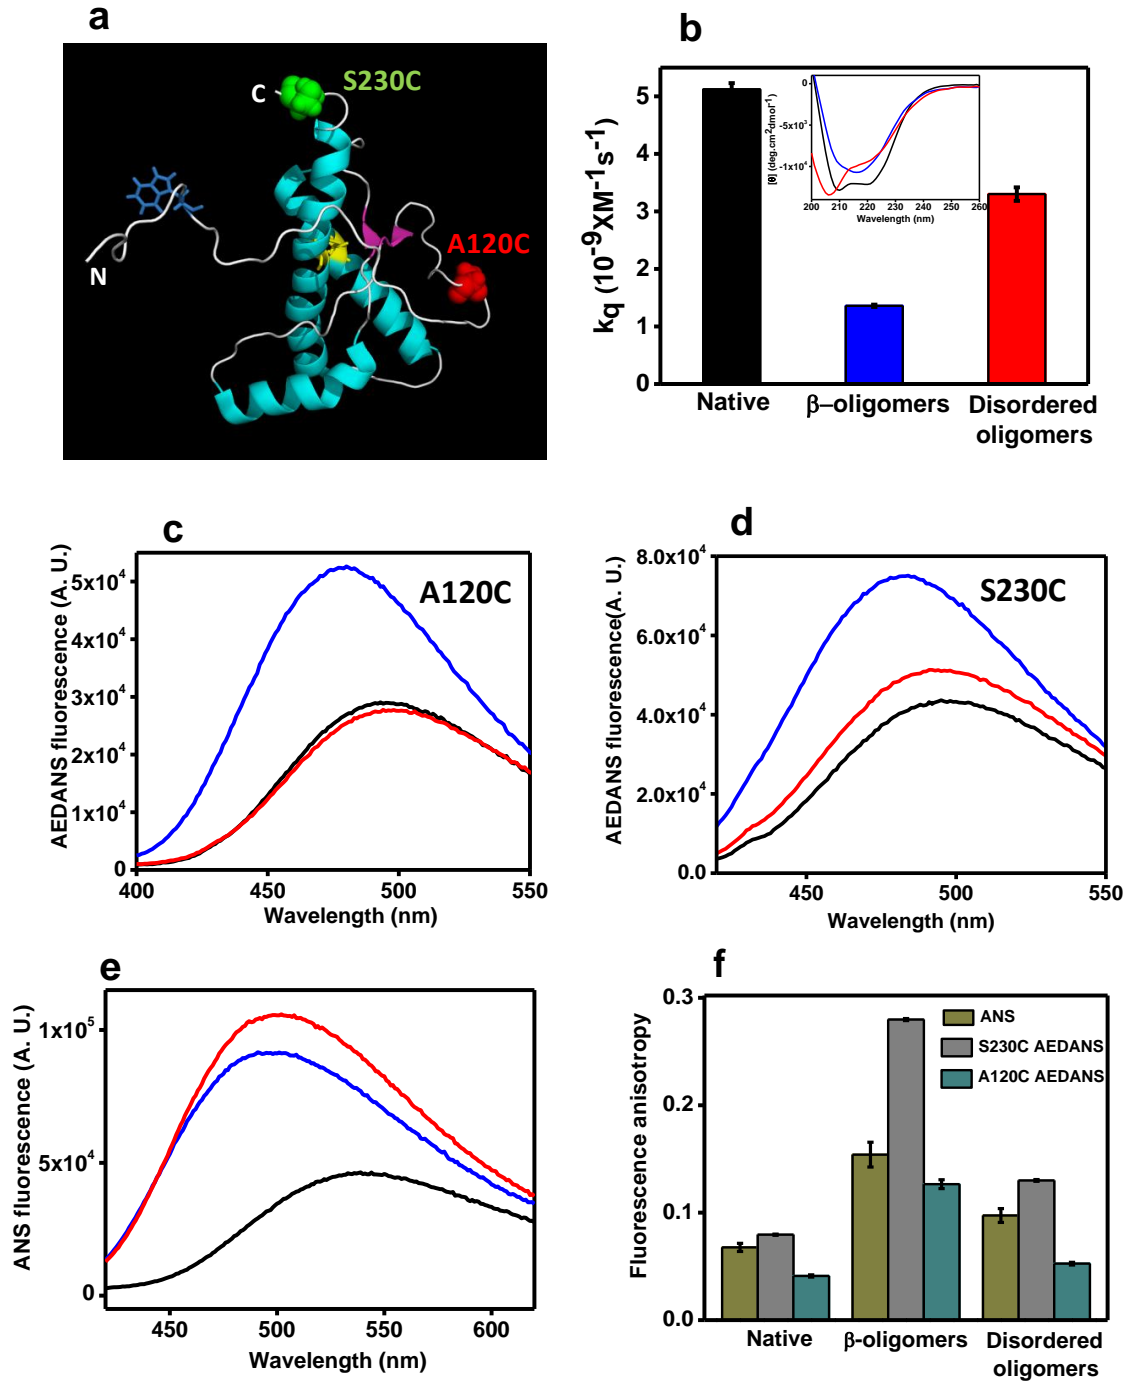 a
S230C
C
A120C
N
b
kq (10-9XM-1s-1)
5
4
3
2
1
0
[θ] (deg.cm2dmol-1)
0
-5x10³
-1x10⁴
200 210 220 230 240 250 260
Wavelength (nm)
Native
β–oligomers
Disordered
oligomers
c
AEDANS fluorescence (A. U.)
A120C
5x10⁴
4x10⁴
3x10⁴
2x10⁴
1x10⁴
0
400 450 500 550
Wavelength (nm)
d
AEDANS fluorescence(A. U.)
S230C
8.0x10⁴
6.0x10⁴
4.0x10⁴
2.0x10⁴
0.0
450 500 550
Wavelength (nm)
e
ANS fluorescence (A. U.)
1x10⁵
5x10⁴
0
450 500 550 600
Wavelength (nm)
f
Fluorescence anisotropy
0.3
0.2
0.1
0.0
ANS
S230C AEDANS
A120C AEDANS
Native
β-oligomers
Disordered
oligomers